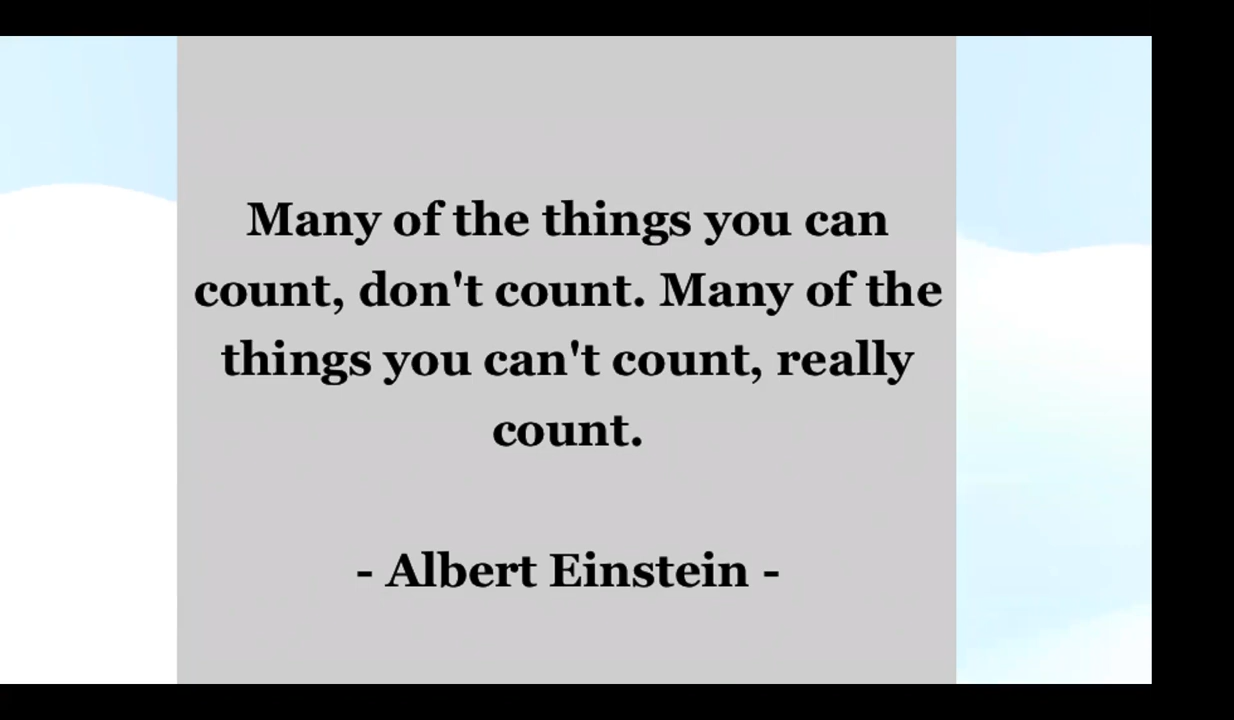 Many of the things you can
count, don't count. Many of the
things you can't count, really
count.
- Albert Einstein -